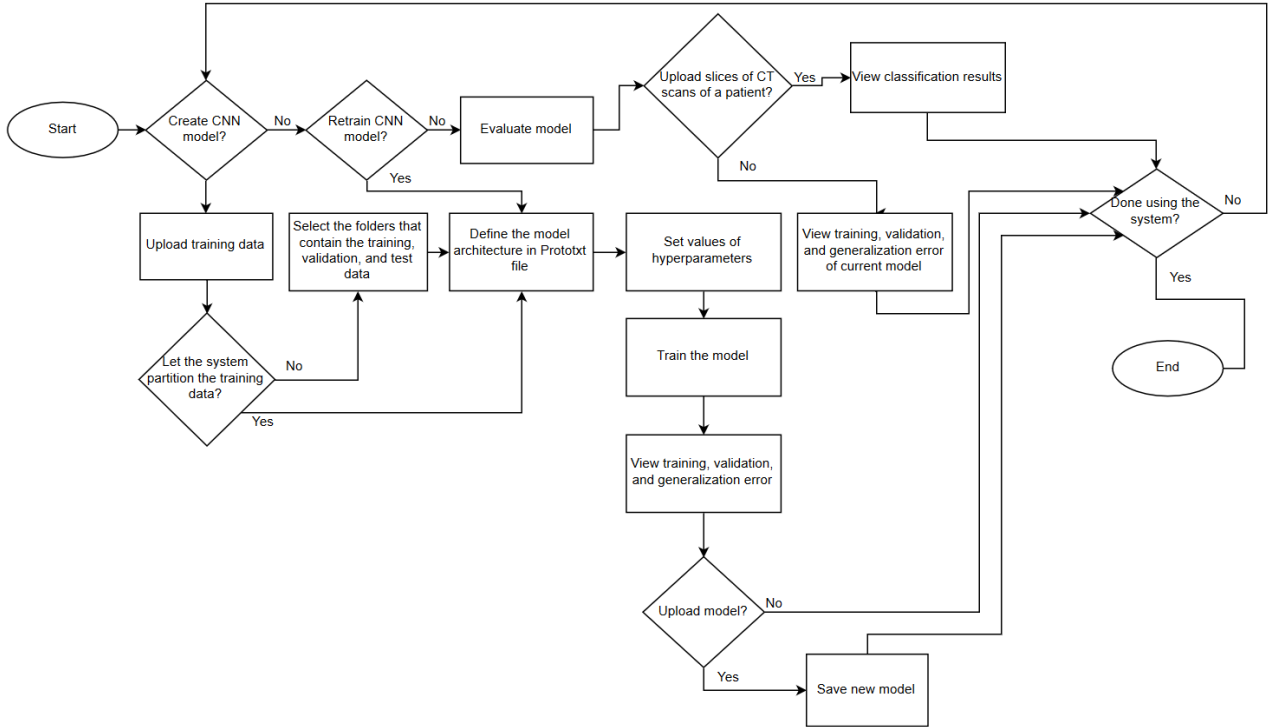 Start
Create CNN
model?
No
Retrain CNN
model?
No
Evaluate model
Upload slices of CT
scans of a patient?
Yes
View classification results
Yes
No
Upload training data
Select the folders that
contain the training,
validation, and test
data
Define the model
architecture in Prototxt
file
Set values of
hyperparameters
View training, validation,
and generalization error
of current model
Done using the
system?
No
Yes
Let the system
partition the training
data?
No
Yes
Train the model
End
View training, validation,
and generalization error
Upload model?
No
Yes
Save new model